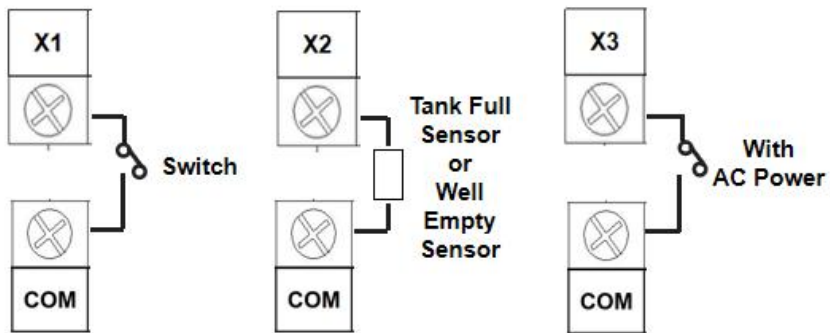 X1
Switch
COM
X2
Tank Full
Sensor
or
Well
Empty
Sensor
COM
X3
With
AC Power
COM